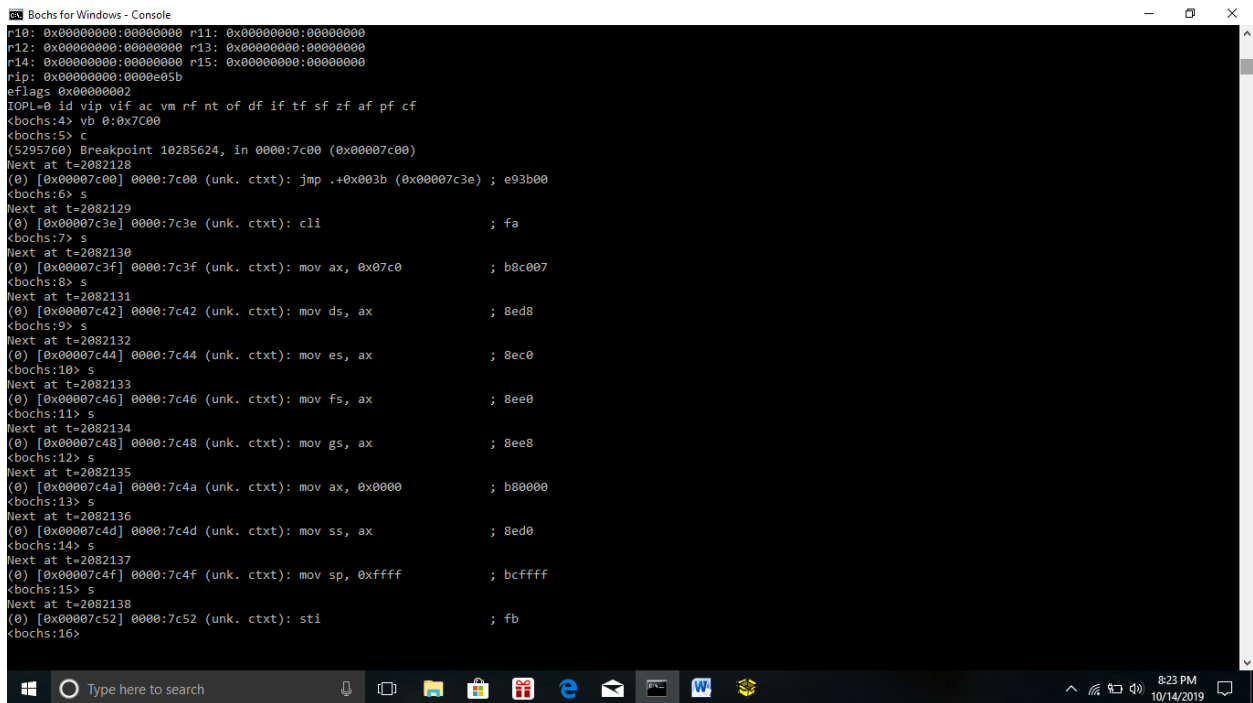 Bochs for Windows - Console
r10: 0x00000000:00000000 r11: 0x00000000:00000000
r12: 0x00000000:00000000 r13: 0x00000000:00000000
r14: 0x00000000:00000000 r15: 0x00000000:00000000
rip: 0x00000000:0000e05b
eflags 0x00000002
IOPL=0 id vip vif ac vm rf nt of df if tf sf zf af pf cf
<bochs:4> vb 0:0x7C00
<bochs:5> c
(5295760) Breakpoint 10285624, in 0000:7c00 (0x00007c00)
Next at t=2082128
(0) [0x00007c00] 0000:7c00 (unk. ctxt): jmp .+0x003b (0x00007c3e) ; e93b00
<bochs:6> s
Next at t=2082129
(0) [0x00007c3e] 0000:7c3e (unk. ctxt): cli ; fa
<bochs:7> s
Next at t=2082130
(0) [0x00007c3f] 0000:7c3f (unk. ctxt): mov ax, 0x07c0 ; b8c007
<bochs:8> s
Next at t=2082131
(0) [0x00007c42] 0000:7c42 (unk. ctxt): mov ds, ax ; 8ed8
<bochs:9> s
Next at t=2082132
(0) [0x00007c44] 0000:7c44 (unk. ctxt): mov es, ax ; 8ec0
<bochs:10> s
Next at t=2082133
(0) [0x00007c46] 0000:7c46 (unk. ctxt): mov fs, ax ; 8ee0
<bochs:11> s
Next at t=2082134
(0) [0x00007c48] 0000:7c48 (unk. ctxt): mov gs, ax ; 8ee8
<bochs:12> s
Next at t=2082135
(0) [0x00007c4a] 0000:7c4a (unk. ctxt): mov ax, 0x0000 ; b80000
<bochs:13> s
Next at t=2082136
(0) [0x00007c4d] 0000:7c4d (unk. ctxt): mov ss, ax ; 8ed0
<bochs:14> s
Next at t=2082137
(0) [0x00007c4f] 0000:7c4f (unk. ctxt): mov sp, 0xffff ; bcffff
<bochs:15> s
Next at t=2082138
(0) [0x00007c52] 0000:7c52 (unk. ctxt): sti ; fb
<bochs:16>
Type here to search
8:23 PM
10/14/2019